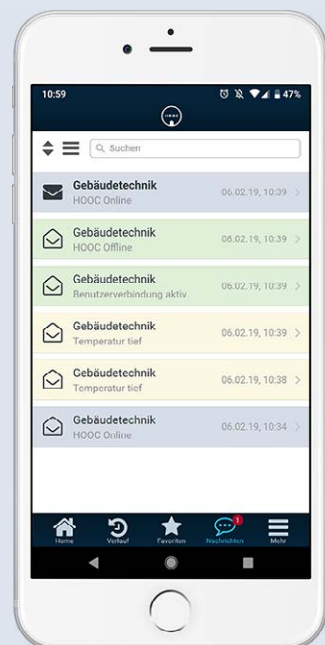 10:59
47%
Suchen
Gebäudetechnik
HOOC Online
06.02.19, 10:39
Gebäudetechnik
HOOC Offline
06.02.19, 10:39
Gebäudetechnik
Benutzerverbindung aktiv
06.02.19, 10:39
Gebäudetechnik
Temperatur tief
06.02.19, 10:39
Gebäudetechnik
Temperatur tief
06.02.19, 10:38
Gebäudetechnik
HOOC Online
06.02.19, 10:34
1
Home
Verlauf
Favoriten
Nachrichten
Mehr